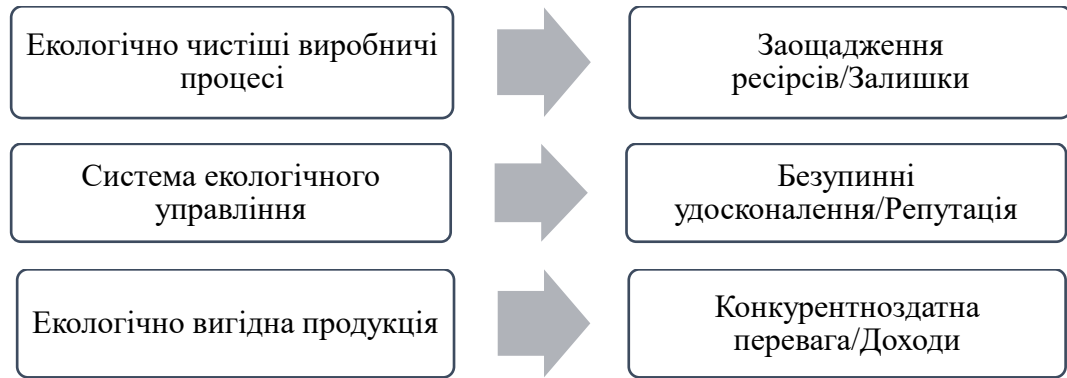 Екологічно чистіші виробничі
процесі
Заощадження
ресірсів/Залишки
Система екологічного
управління
Безупинні
удосконалення/Репутація
Екологічно вигідна продукція
Конкурентноздатна
перевага/Доходи